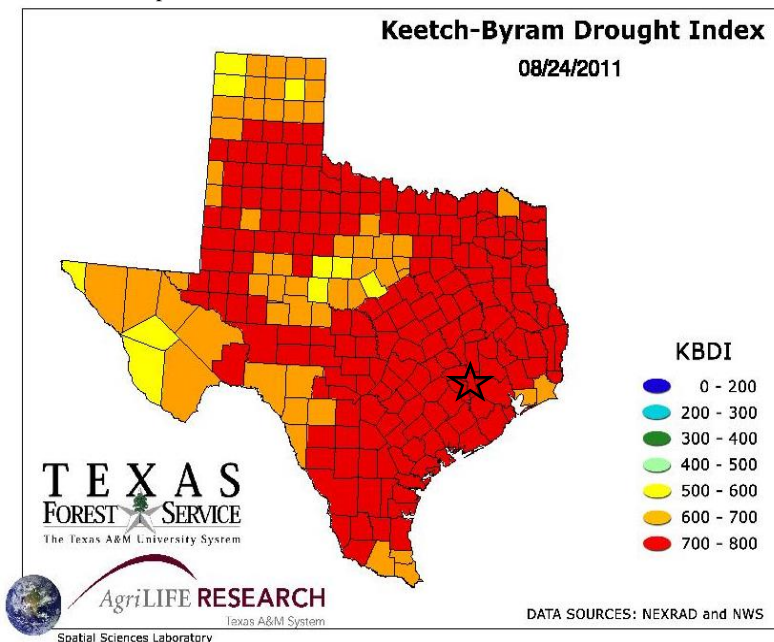 Keetch-Byram Drought Index
08/24/2011
KBDI
0 - 200
200 - 300
300 - 400
400 - 500
500 - 600
600 - 700
700 - 800
TEXAS
FOREST SERVICE
The Texas A&M University System
AgriLIFE RESEARCH
Texas A&M System
Spatial Sciences Laboratory
DATA SOURCES: NEXRAD and NWS